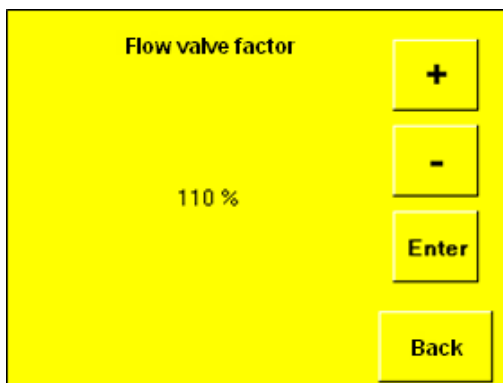 Flow valve factor
+
-
110 %
Enter
Back